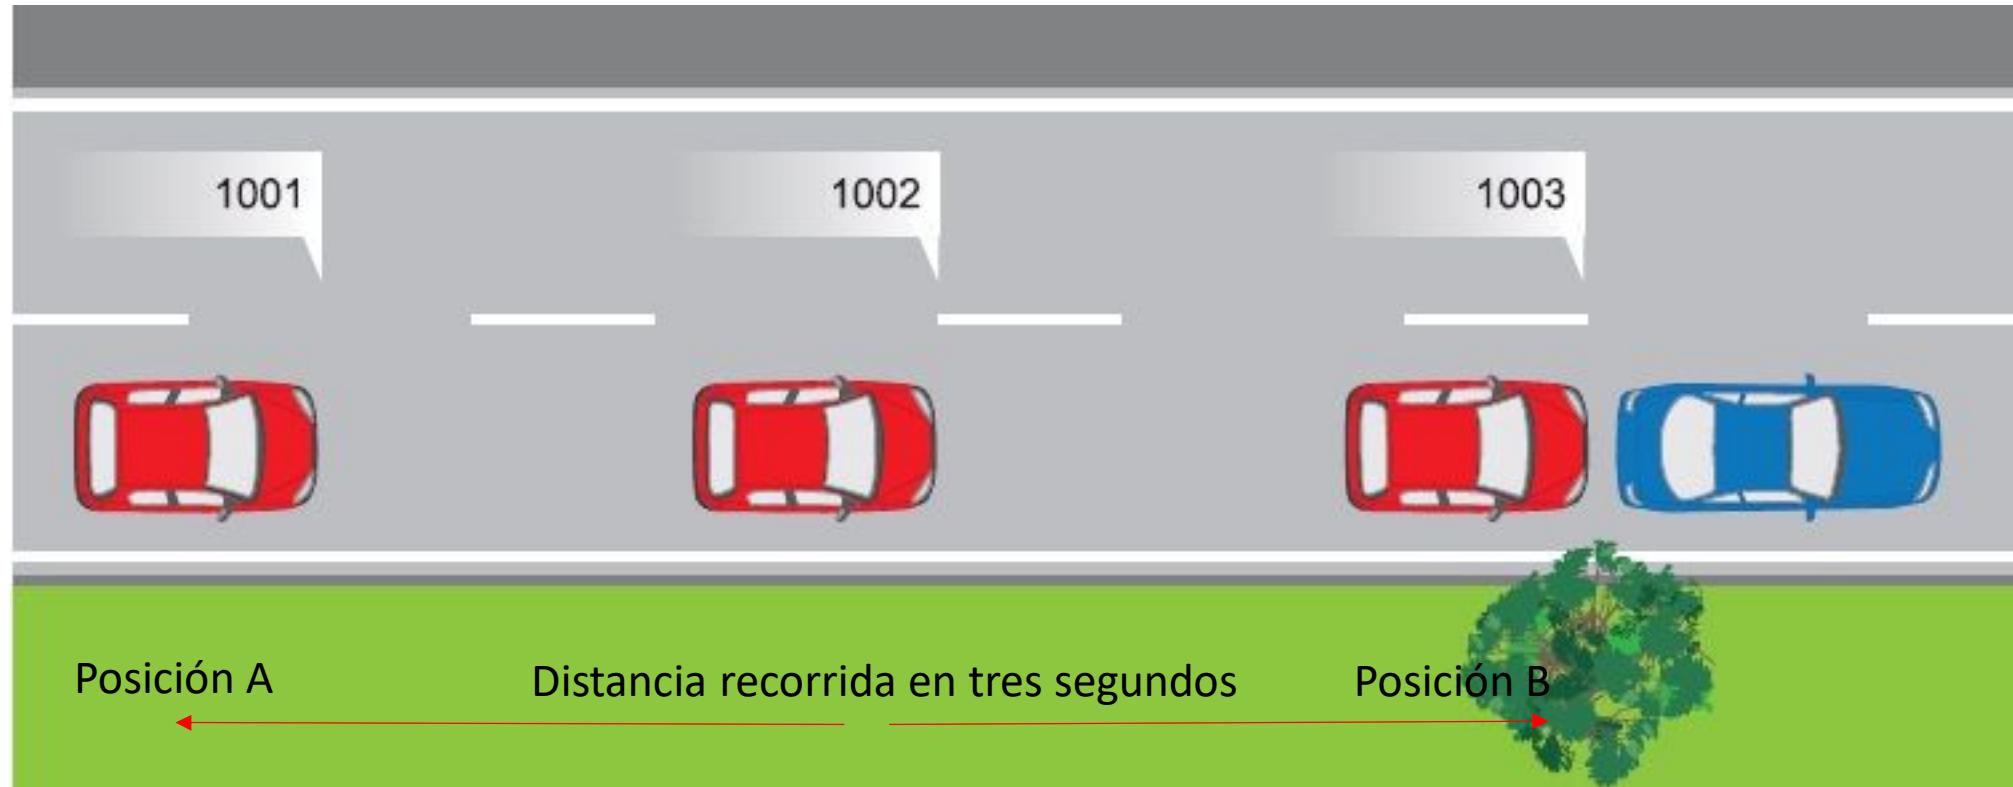 1001
1002
1003
Posición A
Distancia recorrida en tres segundos
Posición B